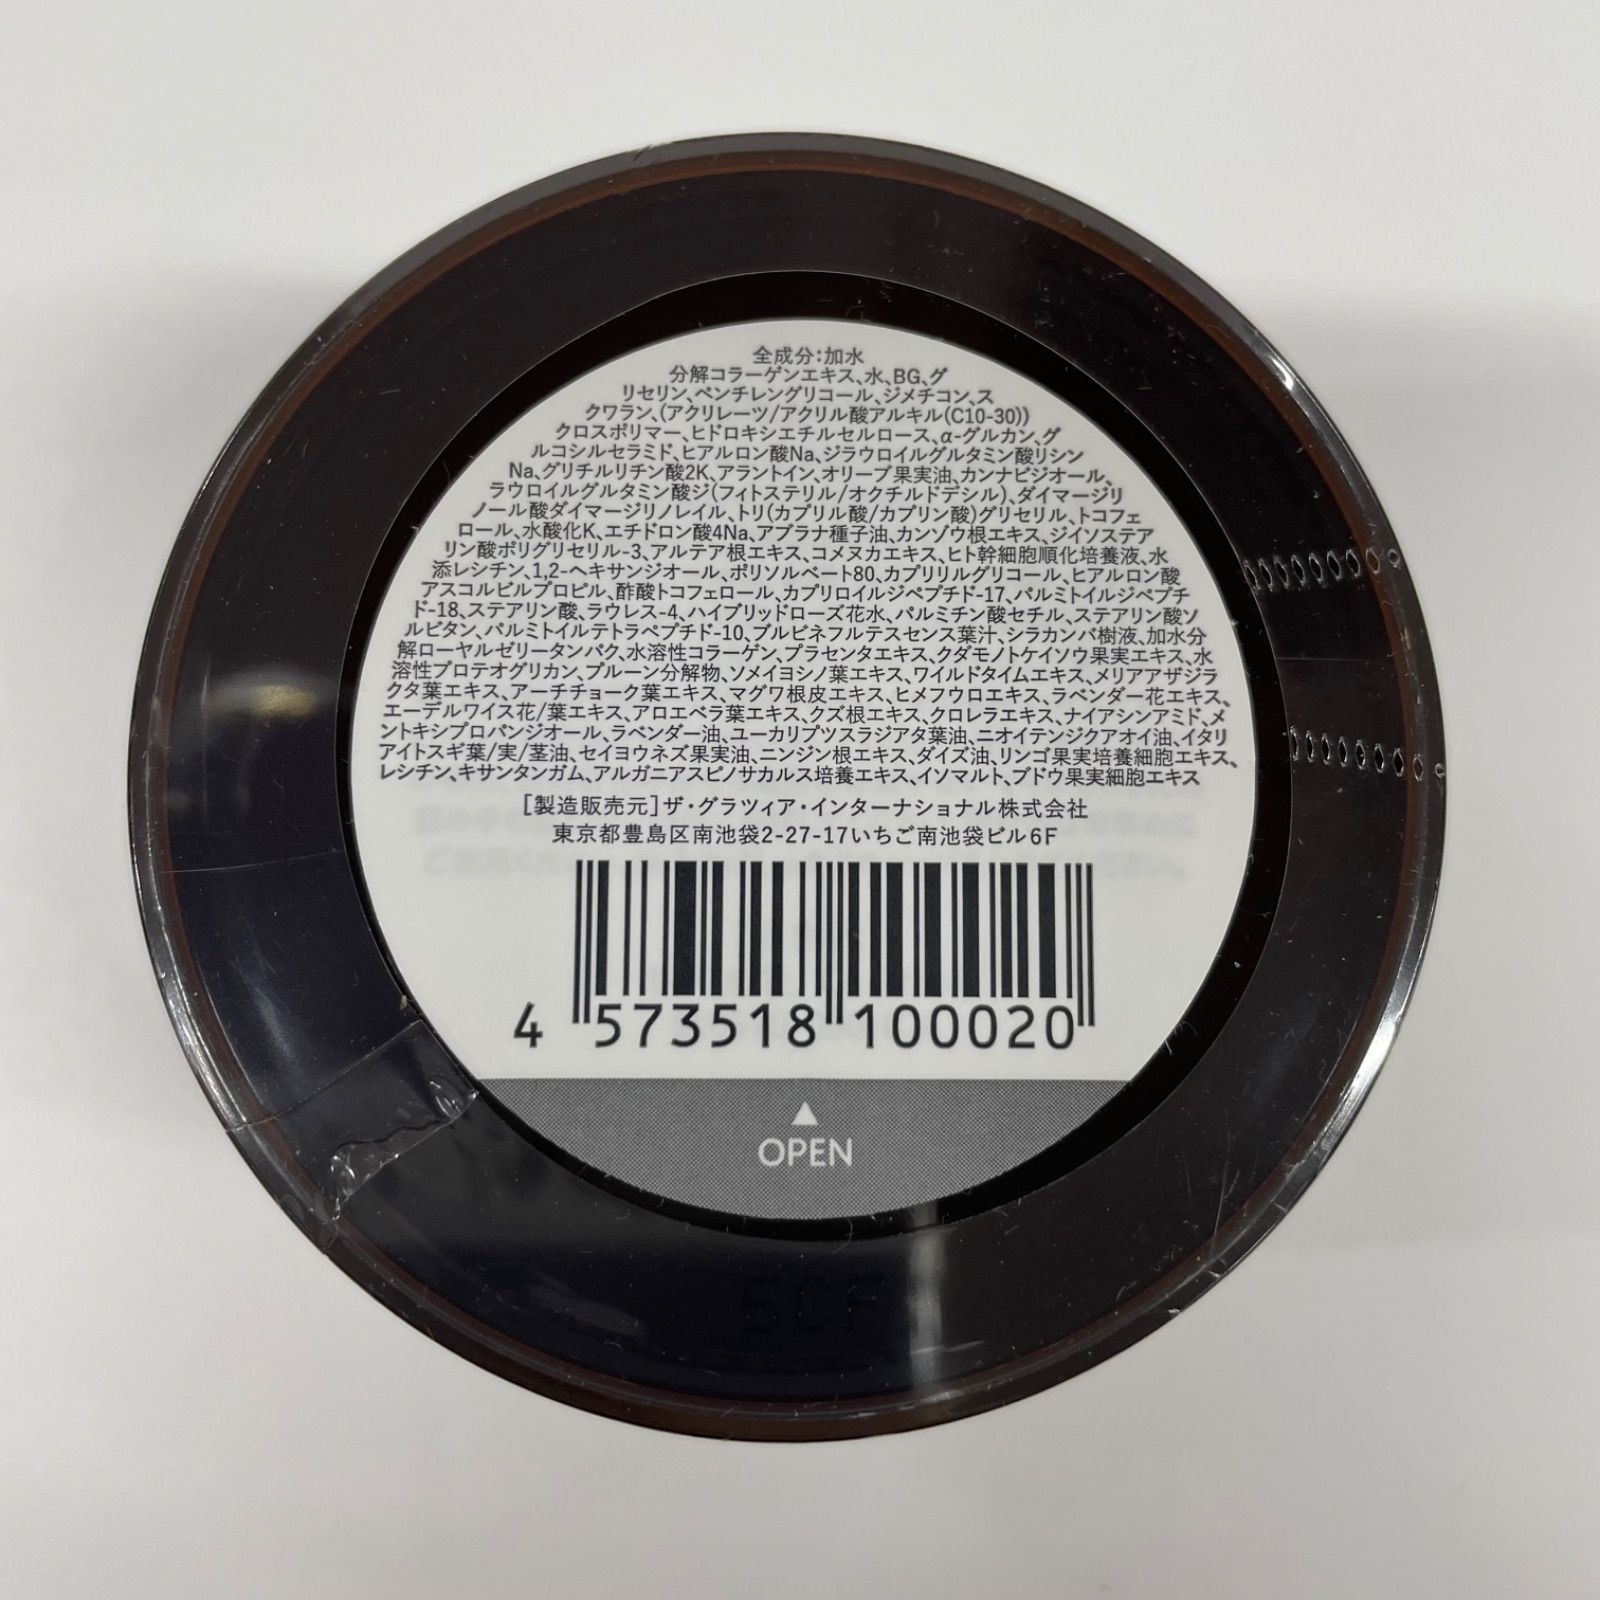 全成分:加水
分解コラーゲンエキス、水、BG、グ
リセリン、ペンチレングリコール、ジメチコン、ス
クワラン、(アクリレーツ/アクリル酸アルキル(C10-30))
クロスポリマー、ヒドロキシエチルセルロース、α-グルカン、グ
ルコシルセラミド、ヒアルロン酸Na、ジラウロイルグルタミン酸リシン
Na、グリチルリチン酸2K、アラントイン、オリーブ果実油、カンナビジオール、
ラウロイルグルタミン酸ジ(フィトステリル/オクチルドデシル)、ダイマージリ
ノール酸ダイマージリノレイル、トリ(カプリル酸/カプリン酸)グリセリル、トコフェ
ロール、水酸化K、エチドロン酸4Na、アブラナ種子油、カンゾウ根エキス、ジイソステア
リン酸ポリグリセリル-3、アルテア根エキス、コメヌカエキス、ヒト幹細胞順化培養液、水
添レシチン、1,2-ヘキサンジオール、ポリソルベート80、カプリリルグリコール、ヒアルロン酸
アスコルビルプロピル、酢酸トコフェロール、カプロイルジペプチド-17、パルミトイルジペプチ
ド-18、ステアリン酸、ラウレス-4、ハイブリッドローズ花水、パルミチン酸セチル、ステアリン酸ソ
ルビタン、パルミトイルテトラペプチド-10、ブルビネフルテスセンス葉汁、シラカンバ樹液、加水分
解ローヤルゼリータンパク、水溶性コラーゲン、プラセンタエキス、クダモノトケイソウ果実エキス、水
溶性プロテオグリカン、プルーン分解物、ソメイヨシノ葉エキス、ワイルドタイムエキス、メリアアザジラ
クタ葉エキス、アーチチョーク葉エキス、マグワ根皮エキス、ヒメフウロエキス、ラベンダー花エキス、
エーデルワイス花/葉エキス、アロエベラ葉エキス、クズ根エキス、クロレラエキス、ナイアシンアミド、メ
ントキシプロパンジオール、ラベンダー油、ユーカリプツスラジアタ葉油、ニオイテンジクアオイ油、イタリ
アイトスギ葉/実/茎油、セイヨウネズ果実油、ニンジン根エキス、ダイズ油、リンゴ果実培養細胞エキス、
レシチン、キサンタンガム、アルガニアスピノサカルス培養エキス、イソマルト、ブドウ果実細胞エキス
[製造販売元]ザ・グラツィア・インターナショナル株式会社
東京都豊島区南池袋2-27-17いちご南池袋ビル6F
4 573518 100020
▲
OPEN